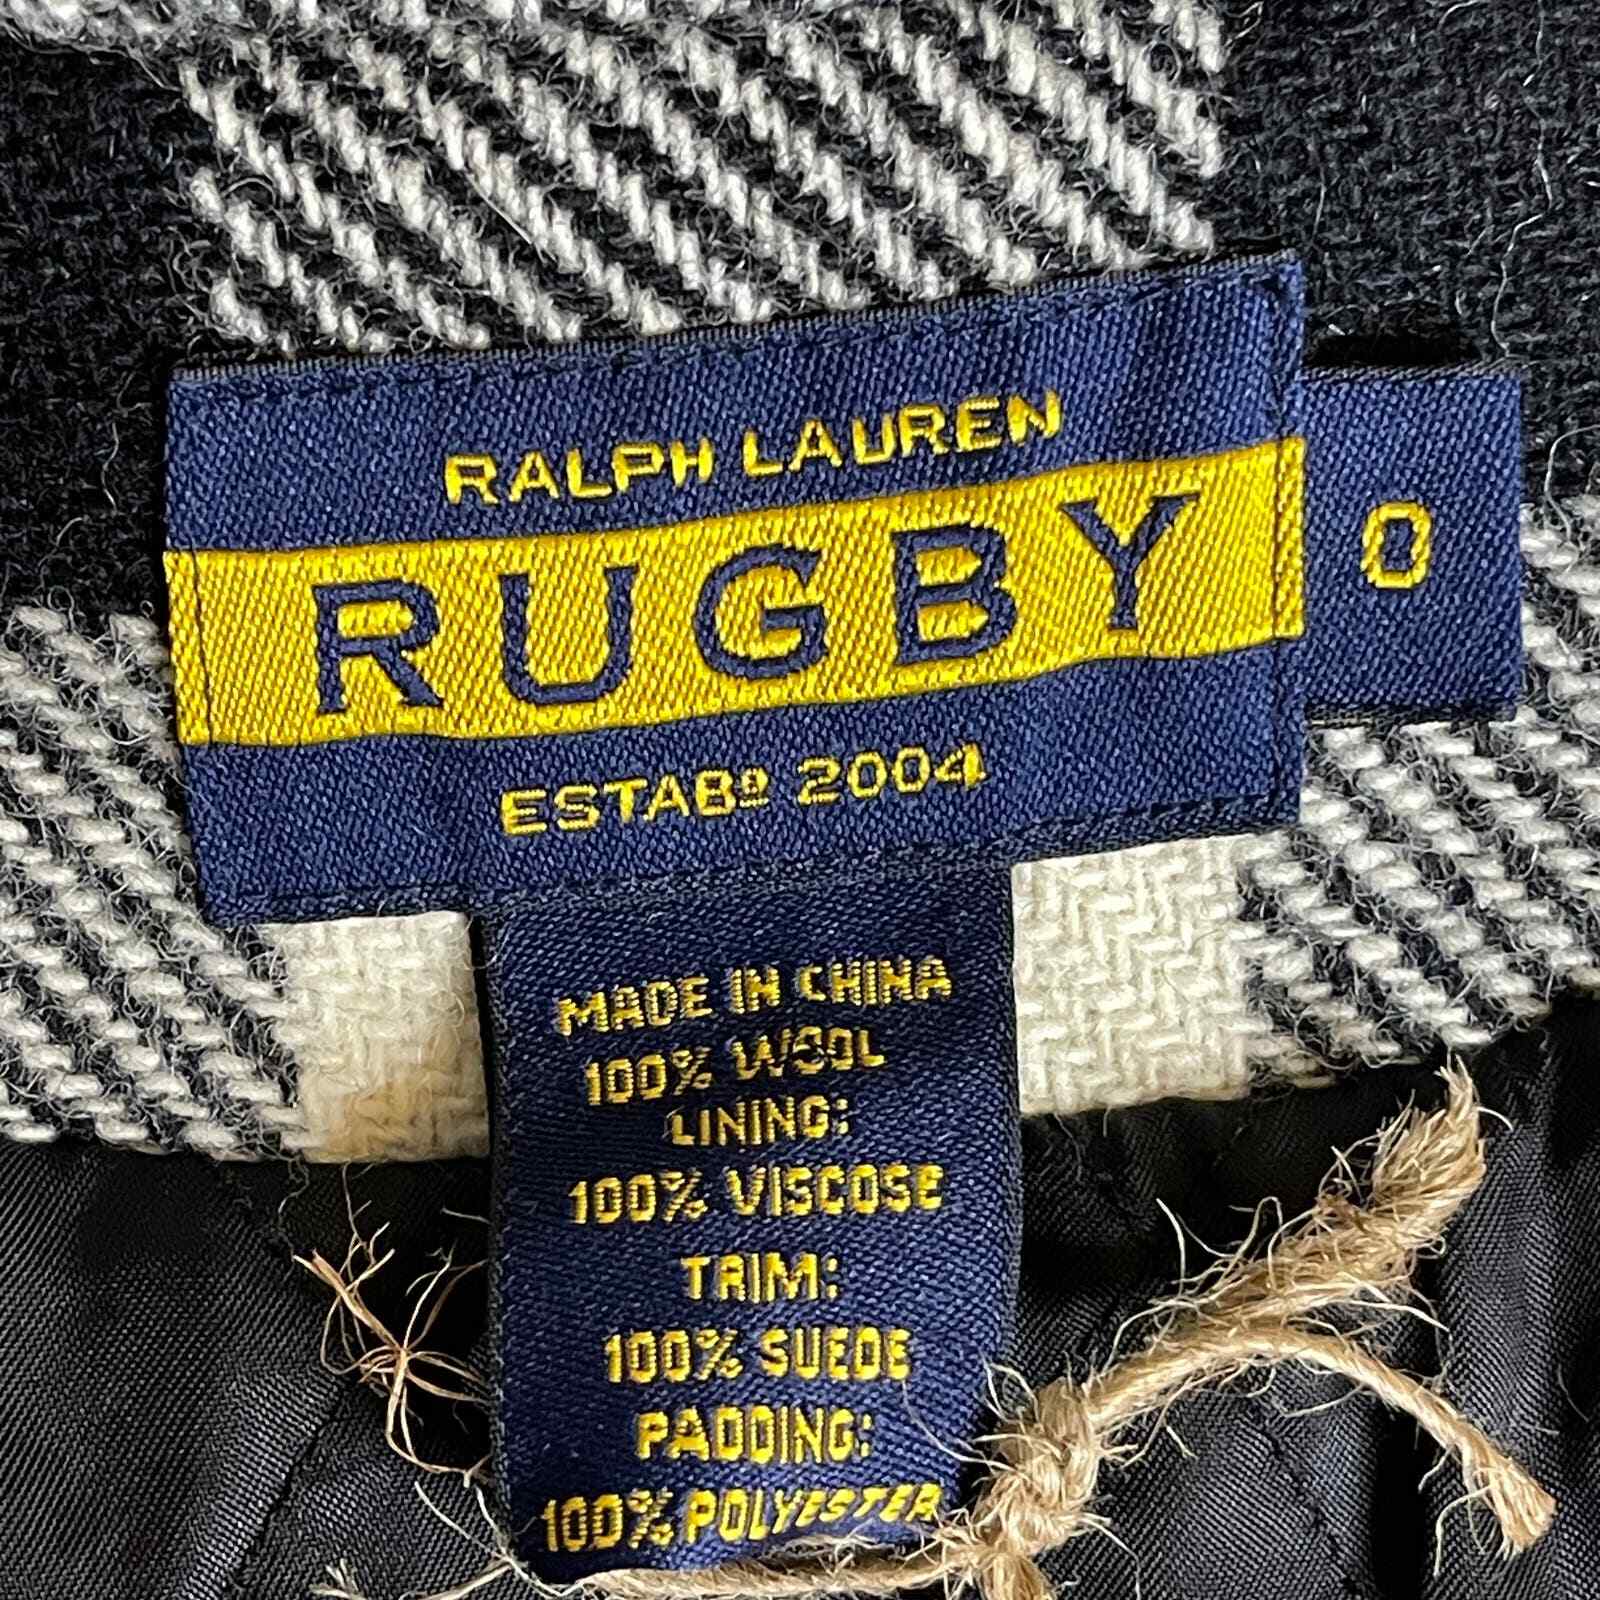 RALPH LAUREN
RUGBY
ESTABº 2004
0
MADE IN CHINA
100% WOOL
LINING:
100% VISCOSE
TRIM:
100% SUEDE
PADDING:
100% POLYESTER